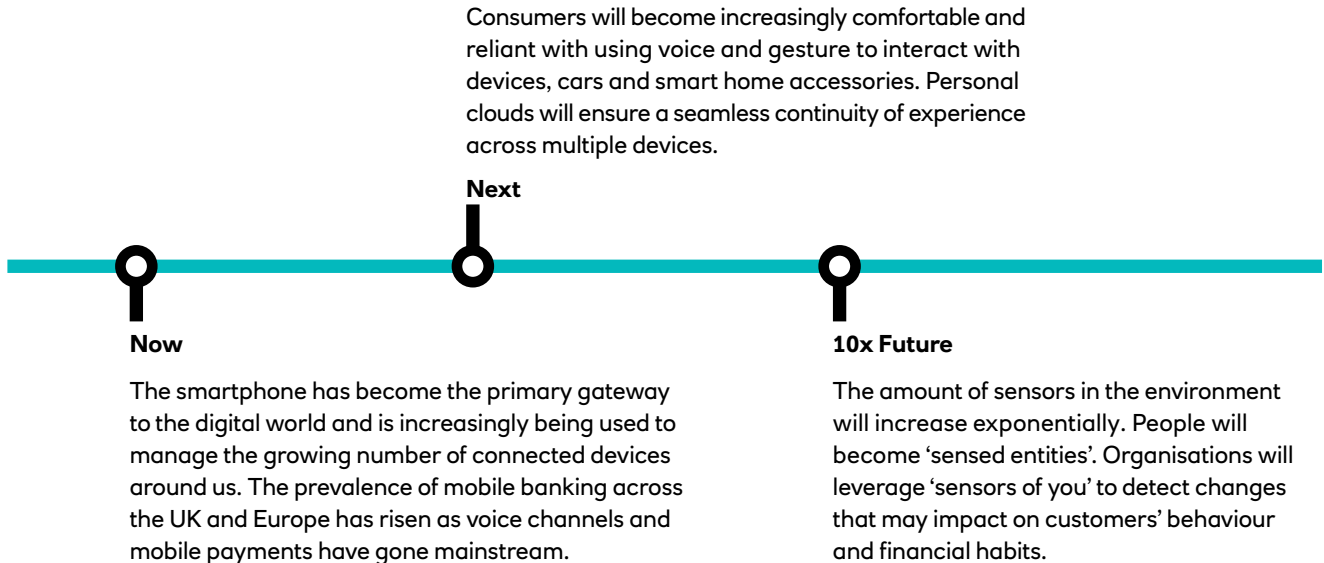 Consumers will become increasingly comfortable and
reliant with using voice and gesture to interact with
devices, cars and smart home accessories. Personal
clouds will ensure a seamless continuity of experience
across multiple devices.
Next
Now
The smartphone has become the primary gateway
to the digital world and is increasingly being used to
manage the growing number of connected devices
around us. The prevalence of mobile banking across
the UK and Europe has risen as voice channels and
mobile payments have gone mainstream.
10x Future
The amount of sensors in the environment
will increase exponentially. People will
become ‘sensed entities’. Organisations will
leverage ‘sensors of you’ to detect changes
that may impact on customers’ behaviour
and financial habits.